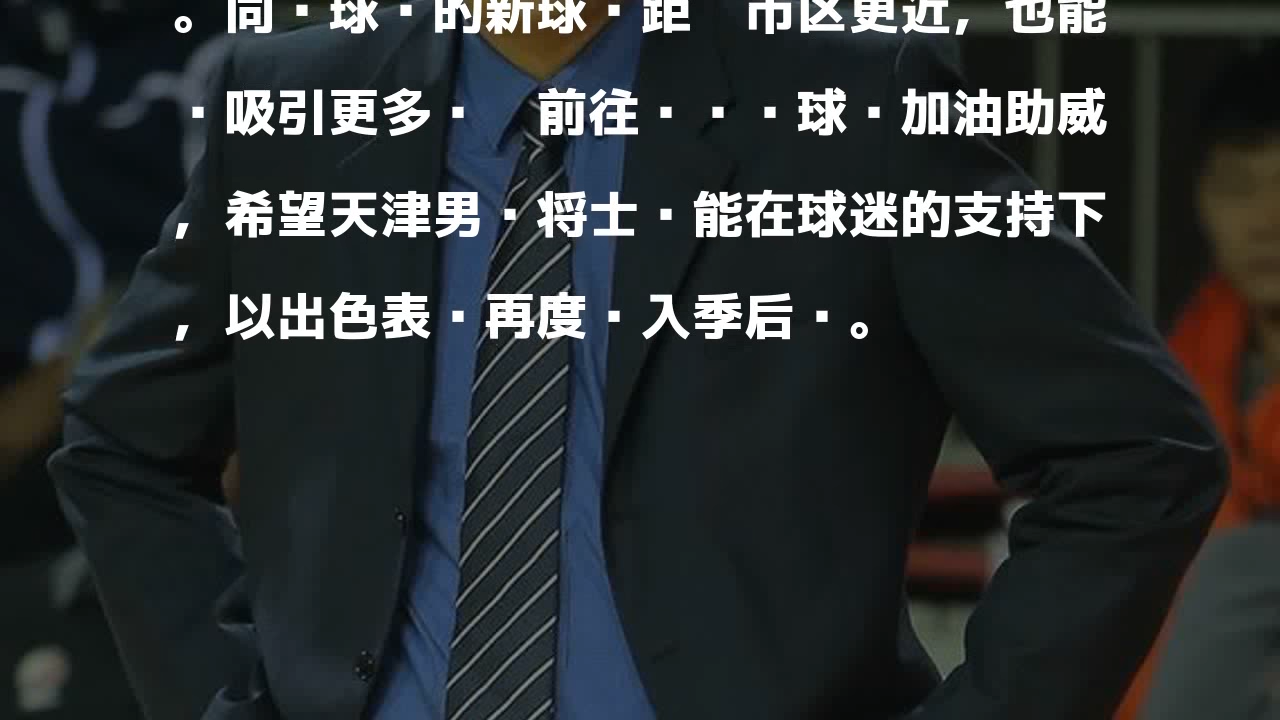 。同·球·的新球·距 市区更近，也能
·吸引更多· 前往···球·加油助威
，希望天津男·将士·能在球迷的支持下
，以出色表·再度·入季后·。